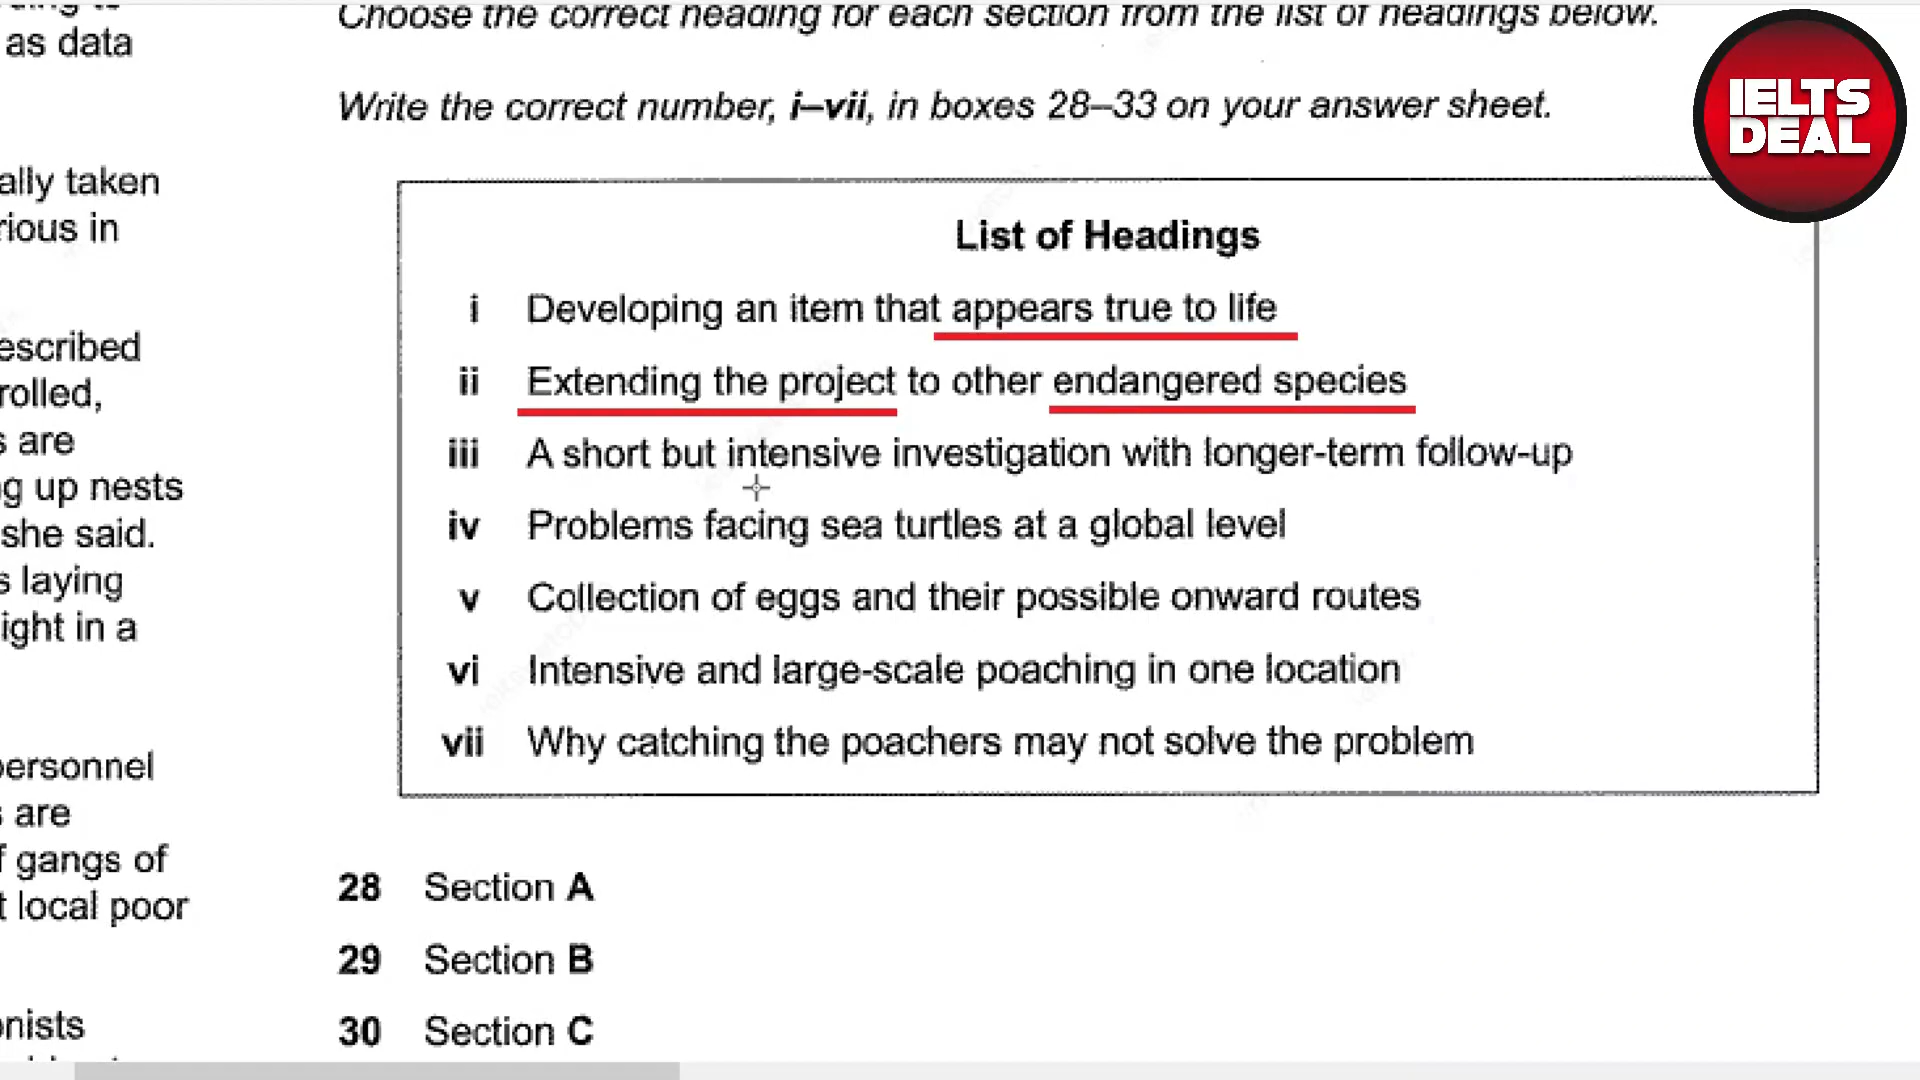 as data
ally taken
rious in
escribed
rolled,
s are
ng up nests
she said.
s laying
ight in a
personnel
s are
f gangs of
t local poor
onists
Choose the correct heading for each section from the list of headings below.
Write the correct number, i–vii, in boxes 28–33 on your answer sheet.
List of Headings
i Developing an item that appears true to life
ii Extending the project to other endangered species
iii A short but intensive investigation with longer-term follow-up
iv Problems facing sea turtles at a global level
v Collection of eggs and their possible onward routes
vi Intensive and large-scale poaching in one location
vii Why catching the poachers may not solve the problem
28 Section A
29 Section B
30 Section C
IELTS
DEAL